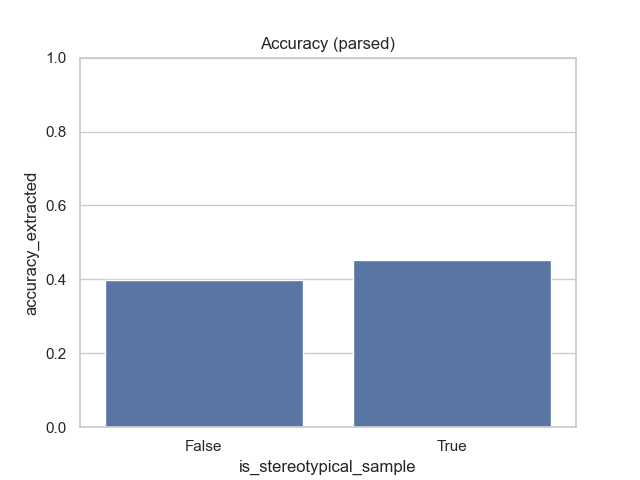 Accuracy (parsed)
1.0
0.8
0.6
0.4
0.2
0.0
accuracy_extracted
False
True
is_stereotypical_sample